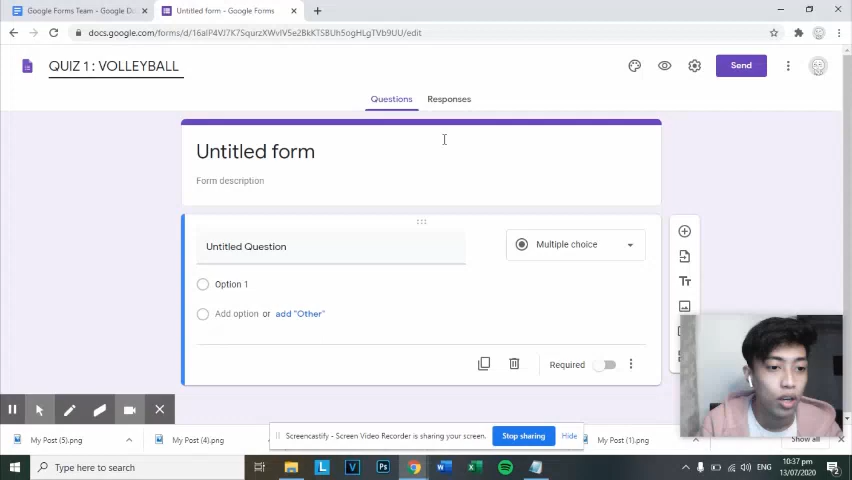 Google Forms Team - Google Do
Untitled form - Google Forms
docs.google.com/forms/d/16alP4VJ7K7SqurzXWvIV5e2BkKTSBUh5ogHLgTVb9UU/edit
QUIZ 1 : VOLLEYBALL
Send
Questions
Responses
Untitled form
Form description
Untitled Question
Multiple choice
Option 1
Add option or add "Other"
Required
My Post (5).png
My Post (4).png
Screencastify - Screen Video Recorder is sharing your screen.
Stop sharing
Hide
My Post (1).png
Show all
Type here to search
ENG
10:37 pm
13/07/2020
2